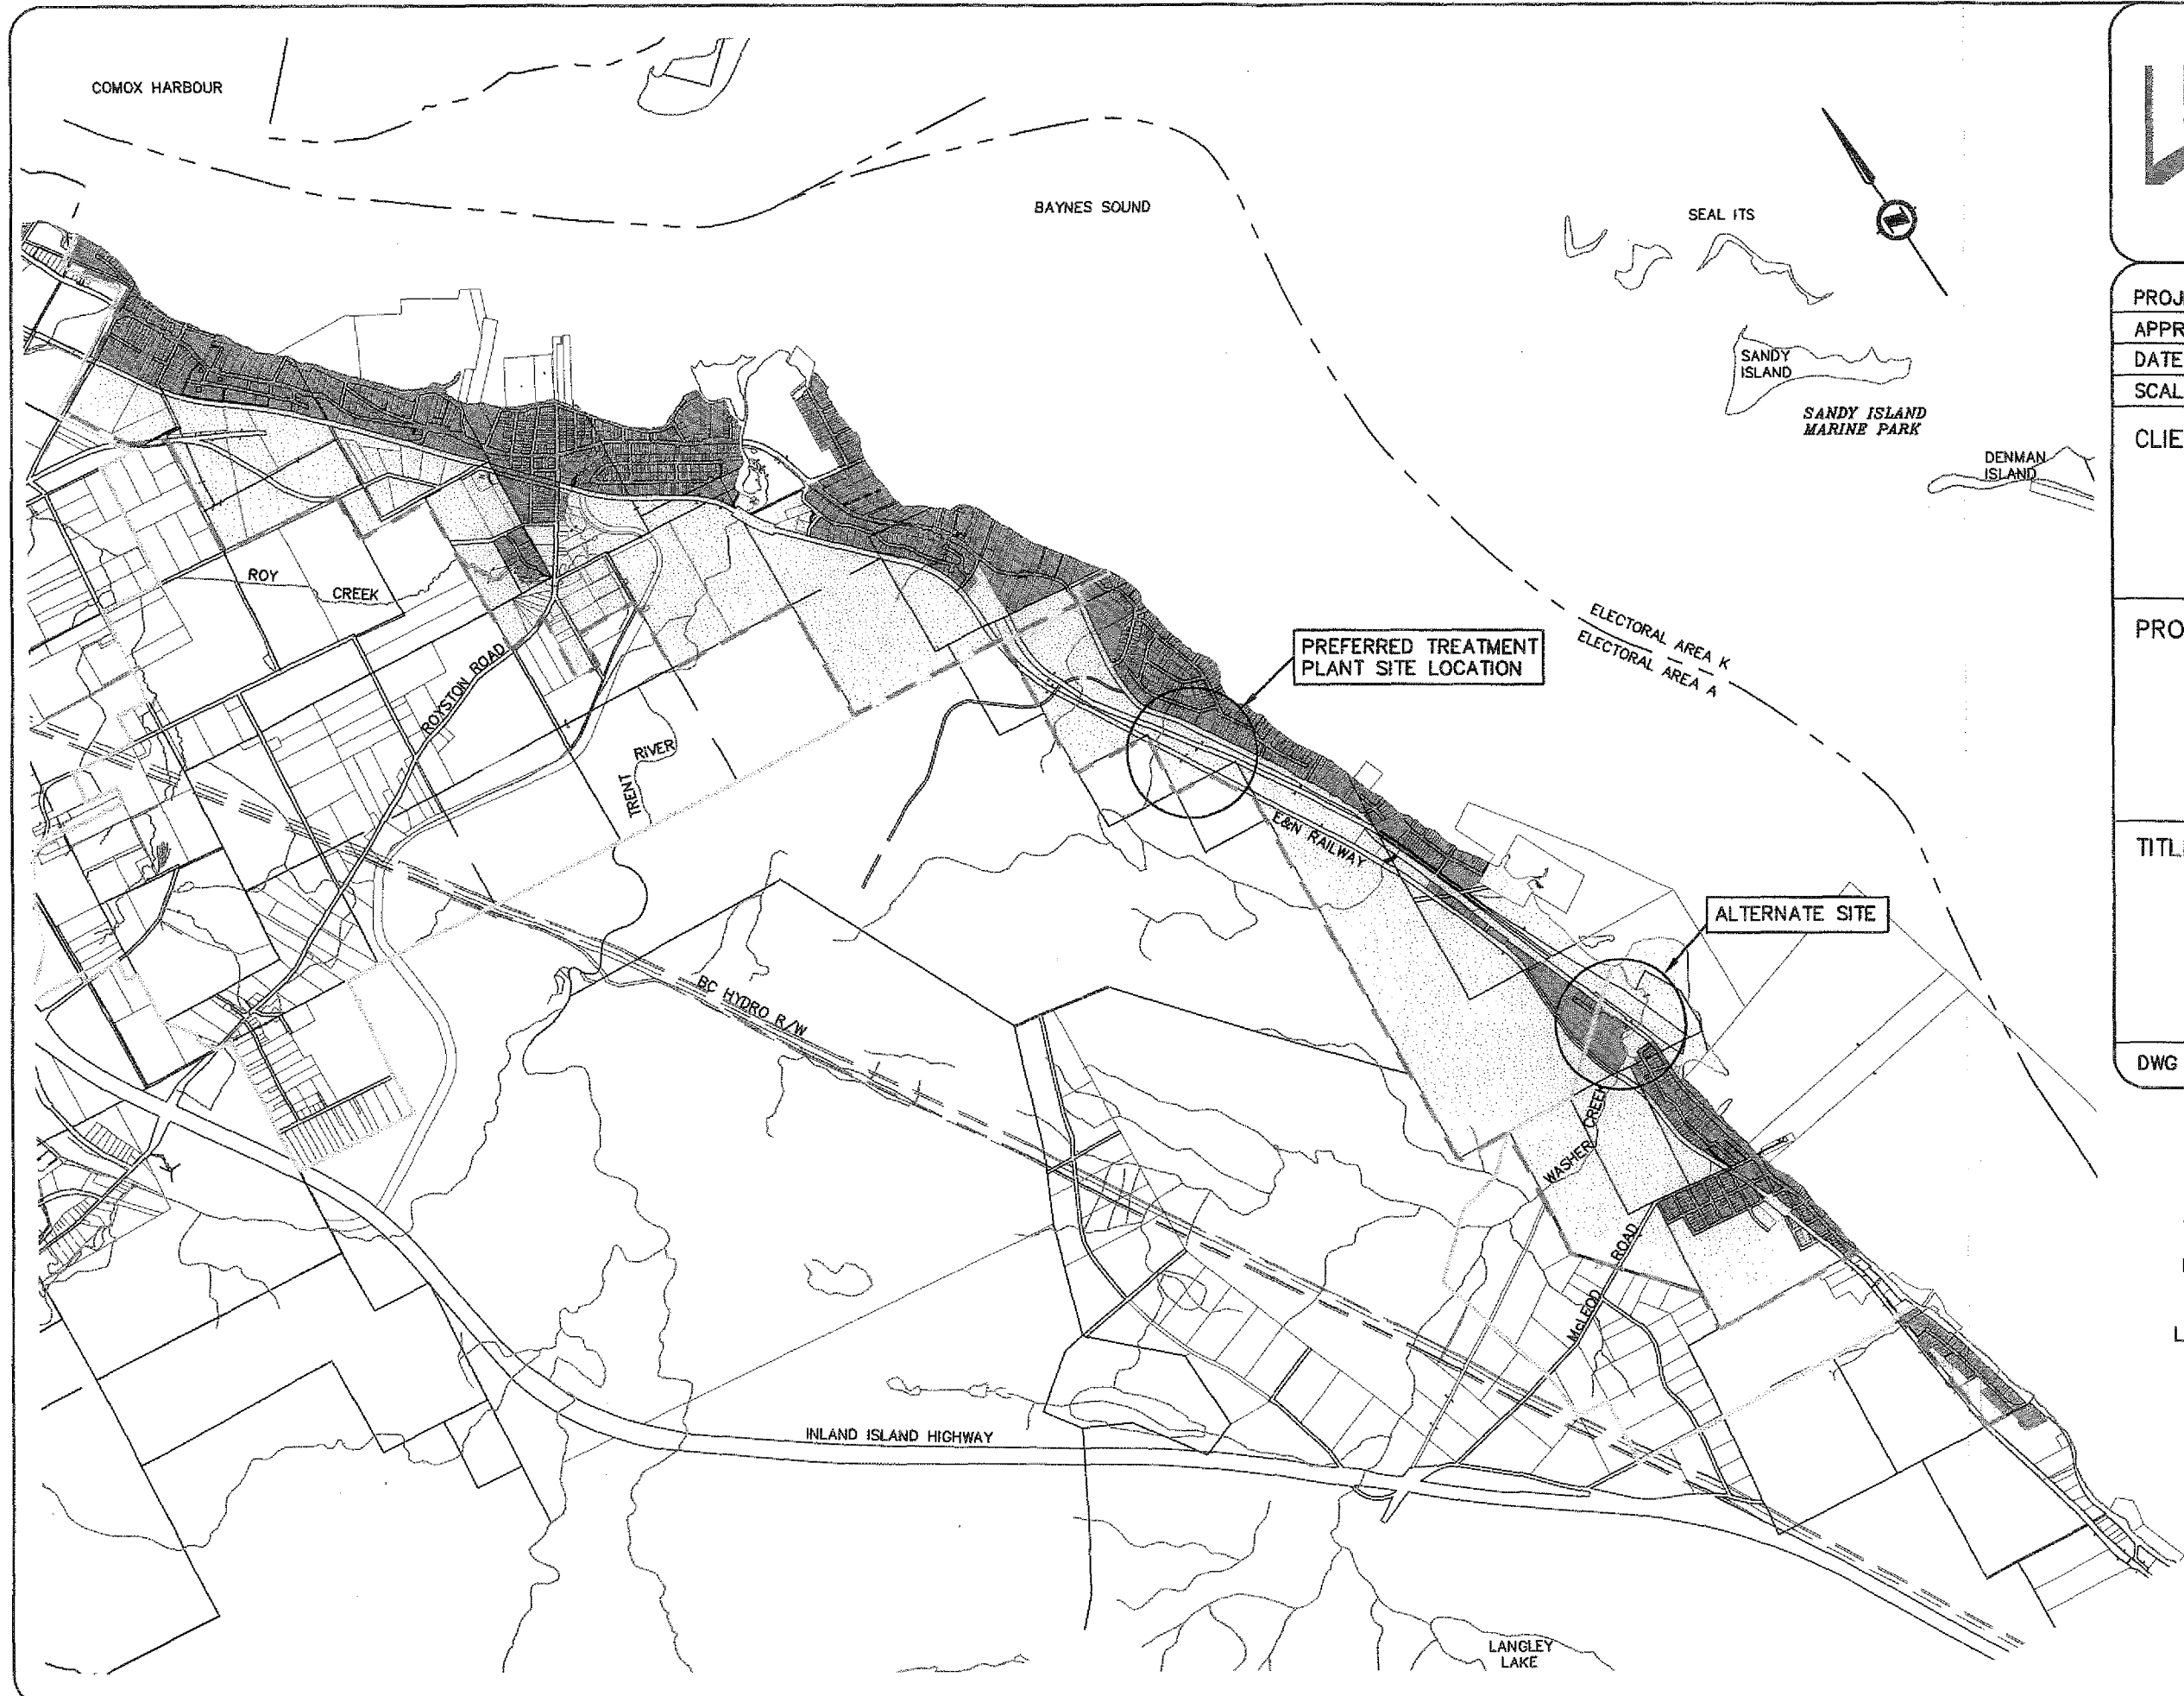 COMOX HARBOUR
BAYNES SOUND
SEAL ITS
SANDY
ISLAND
SANDY ISLAND
MARINE PARK
DENMAN
ISLAND
ROY
CREEK
ROYSTON ROAD
TRENT
RIVER
ELECTORAL AREA K
ELECTORAL AREA A
PREFERRED TREATMENT
PLANT SITE LOCATION
E&N RAILWAY
ALTERNATE SITE
BC HYDRO R/W
WASHER CREEK
McLEOD ROAD
INLAND ISLAND HIGHWAY
LANGLEY
LAKE
PROJ
APPR
DATE
SCAL
CLIE
PRO
TITL
DWG